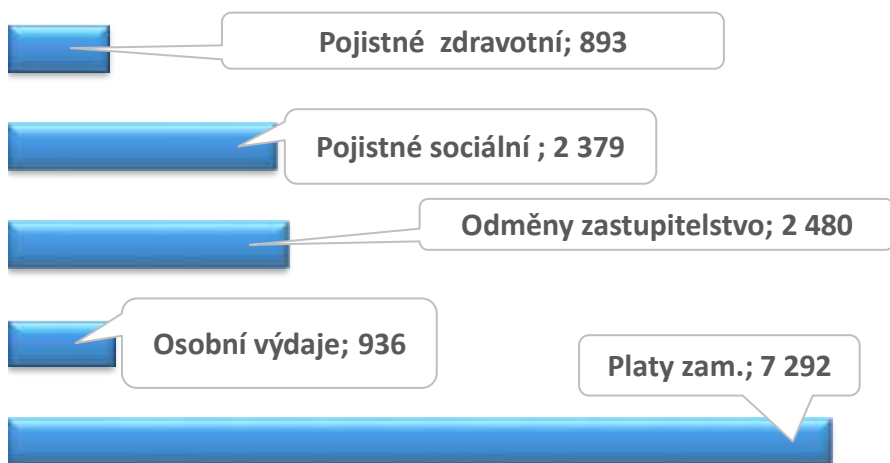 Pojistné  zdravotní; 893
Pojistné sociální ; 2 379
Odměny zastupitelstvo; 2 480
Osobní výdaje; 936
Platy zam.; 7 292